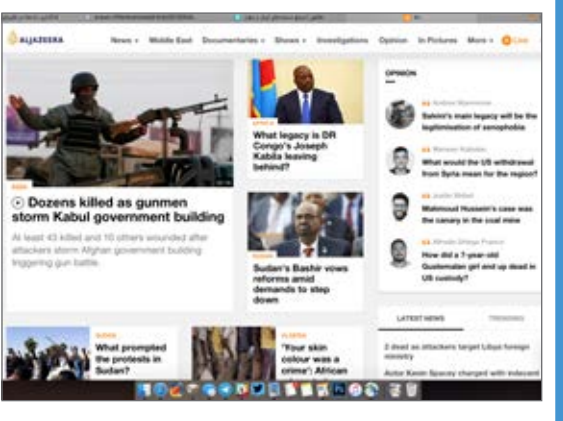 ALJAZEERA
News Middle East Documentaries Shows Investigations Opinion In Pictures More Live
ASIA
Dozens killed as gunmen
storm Kabul government building
At least 43 killed and 10 others wounded after
attackers storm Afghan government building
triggering gun battle.
AFRICA
What legacy is DR
Congo's Joseph
Kabila leaving
behind?
SUDAN
Sudan's Bashir vows
reforms amid
demands to step
down
OPINION
Salvini's main legacy will be the
legitimisation of xenophobia
What would the US withdrawal
from Syria mean for the region?
Mahmoud Hussein's case was
the canary in the coal mine
How did a 7-year-old
Guatemalan girl end up dead in
US custody?
SUDAN
What prompted
the protests in
Sudan?
'Your skin
colour was a
crime': African
LATEST NEWS TRENDING
3 dead as attackers target Libya foreign
ministry
Actor Kevin Spacey charged with indecent